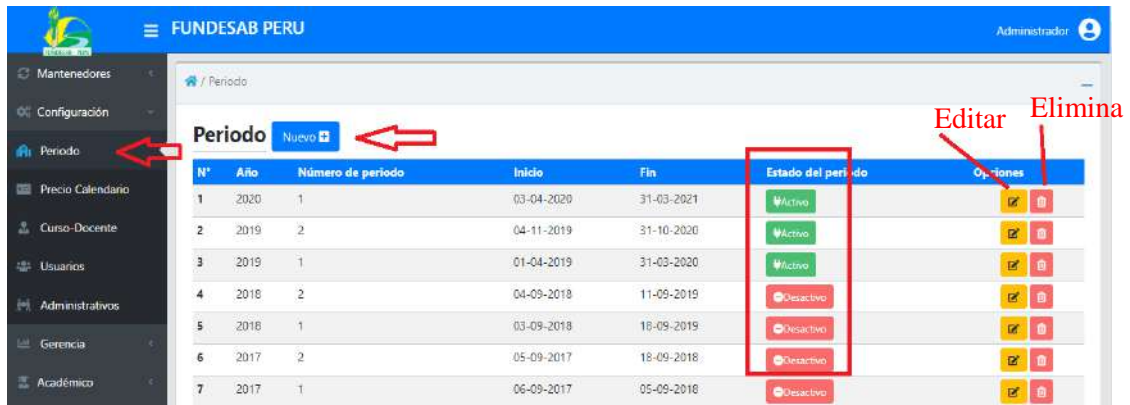 FUNDESAB PERU
Administrador
FUNDESAB PERU
Mantenedores
/ Periodo
Configuración
Editar
Elimina
Periodo Nuevo
Periodo
N° Año Número de periodo Inicio Fin Estado del periodo Opciones
Precio Calendario
1 2020 1 03-04-2020 31-03-2021 Activo
Curso-Docente
2 2019 2 04-11-2019 31-10-2020 Activo
Usuarios
3 2019 1 01-04-2019 31-03-2020 Activo
Administrativos
4 2018 2 04-09-2018 11-09-2019 Desactivo
5 2018 1 03-09-2018 18-09-2019 Desactivo
Gerencia
6 2017 2 05-09-2017 18-09-2018 Desactivo
Académico
7 2017 1 06-09-2017 05-09-2018 Desactivo